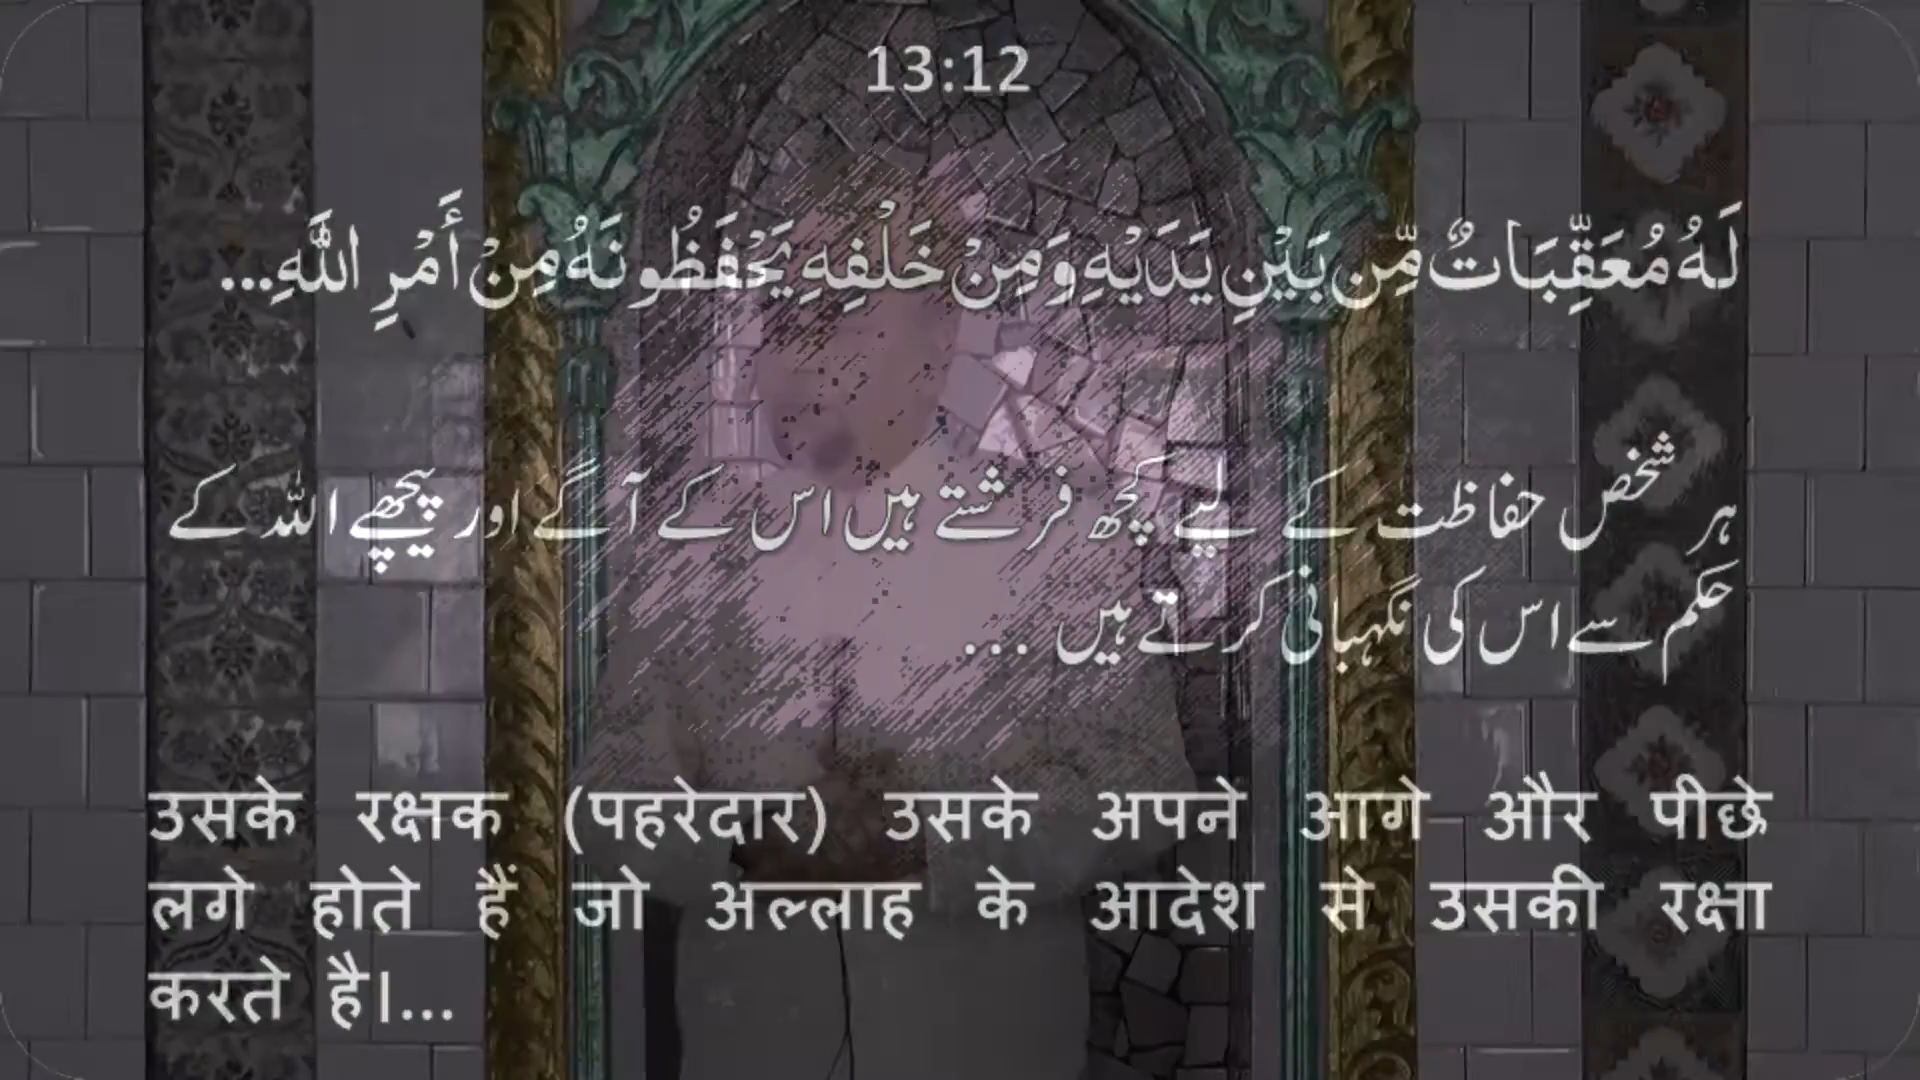 13:12
لَهُ مُعَقِّبَاتٌ مِّن بَيْنِ يَدَيْهِ وَمِنْ خَلْفِهِ يَحْفَظُونَهُ مِنْ أَمْرِ اللَّهِ...
ہر شخص حفاظت کے لیے کچھ فرشتے ہیں اس کے آگے اور پیچھے اللہ کے
حکم سے اس کی نگہبانی کرتے ہیں ...
उसके रक्षक (पहरेदार) उसके अपने आगे और पीछे
लगे होते हैं जो अल्लाह के आदेश से उसकी रक्षा
करते है।...